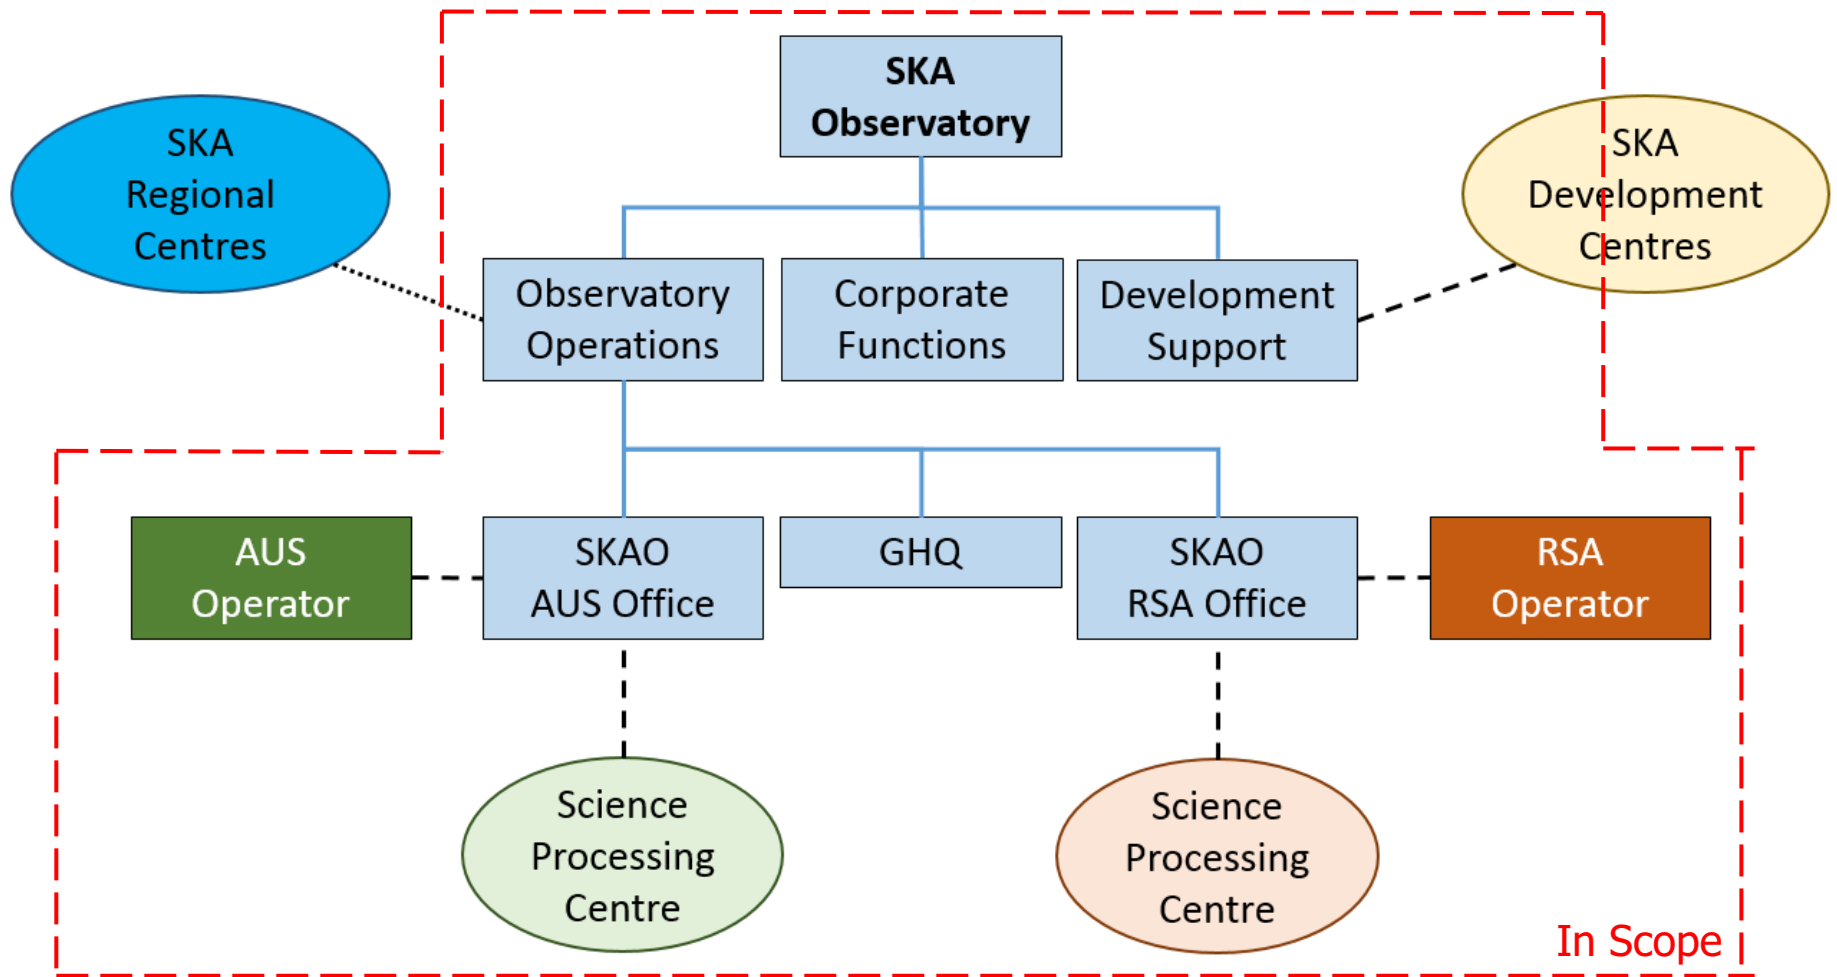 SKA
Observatory
SKA
Regional
Centres
SKA
Development
Centres
Observatory
Operations
Corporate
Functions
Development
Support
AUS
Operator
SKAO
AUS Office
GHQ
SKAO
RSA Office
RSA
Operator
Science
Processing
Centre
Science
Processing
Centre
In Scope